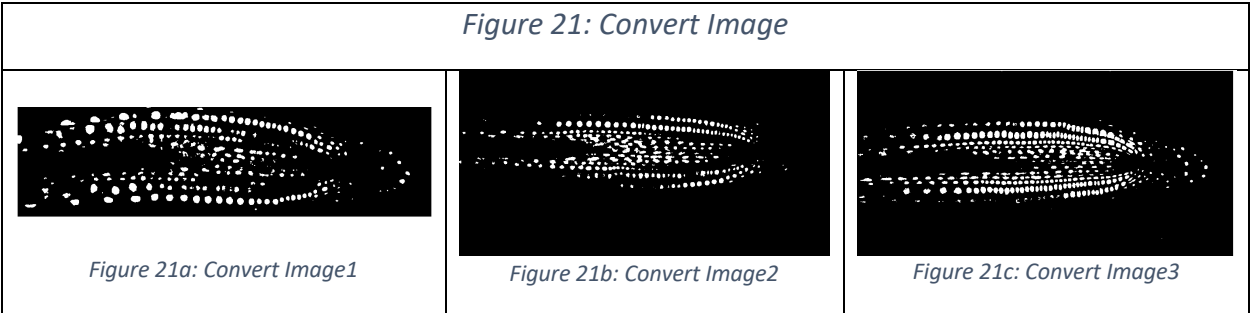 Figure 21: Convert Image
Figure 21a: Convert Image1
Figure 21b: Convert Image2
Figure 21c: Convert Image3